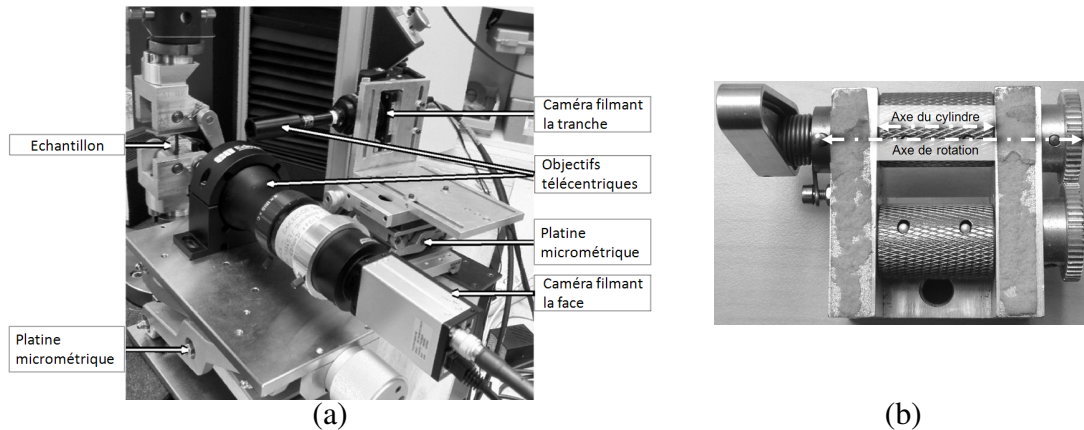 Caméra filmant
la tranche
Echantillon
Objectifs
télécentriques
Platine
micrométrique
Caméra filmant
la face
Platine
micrométrique
Axe du cylindre
Axe de rotation
(a)
(b)